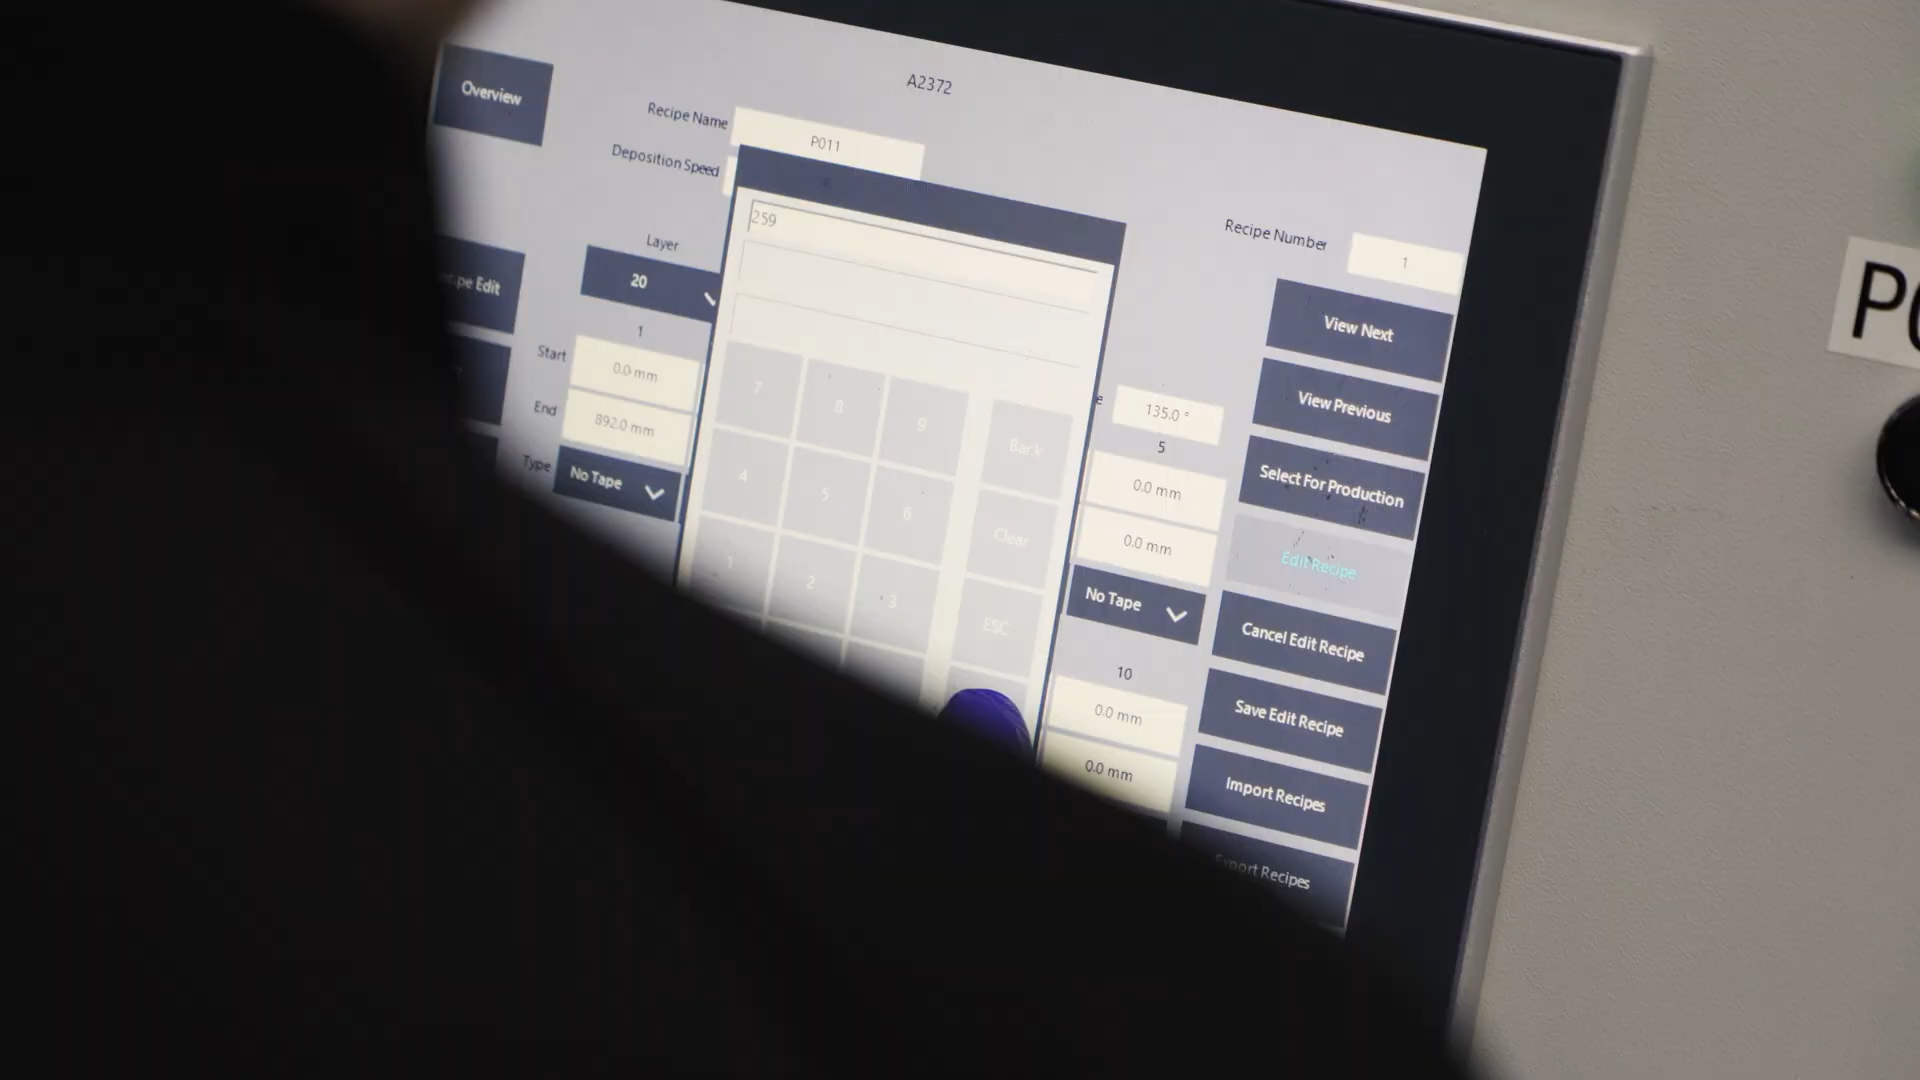 A2372
Overview
Recipe Name
P011
Deposition Speed
259
Recipe Number
1
Layer
20
View Next
Edit
1
Start
0.0 mm
End
892.0 mm
Type
No Tape
7
8
9
Back
4
5
6
Clear
1
2
3
ESC
135.0 °
5
0.0 mm
0.0 mm
No Tape
10
0.0 mm
0.0 mm
View Previous
Select For Production
Edit Recipe
Cancel Edit Recipe
Save Edit Recipe
Import Recipes
Export Recipes